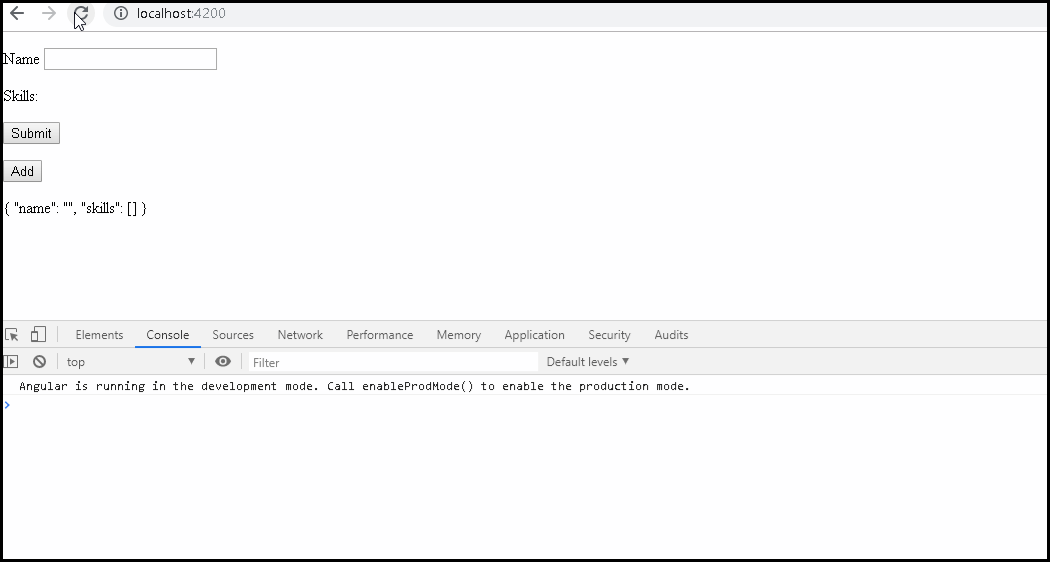 localhost:4200
Name
Skills:
Submit
Add
{ "name": "", "skills": [] }
Elements Console Sources Network Performance Memory Application Security Audits
top Filter Default levels
Angular is running in the development mode. Call enableProdMode() to enable the production mode.